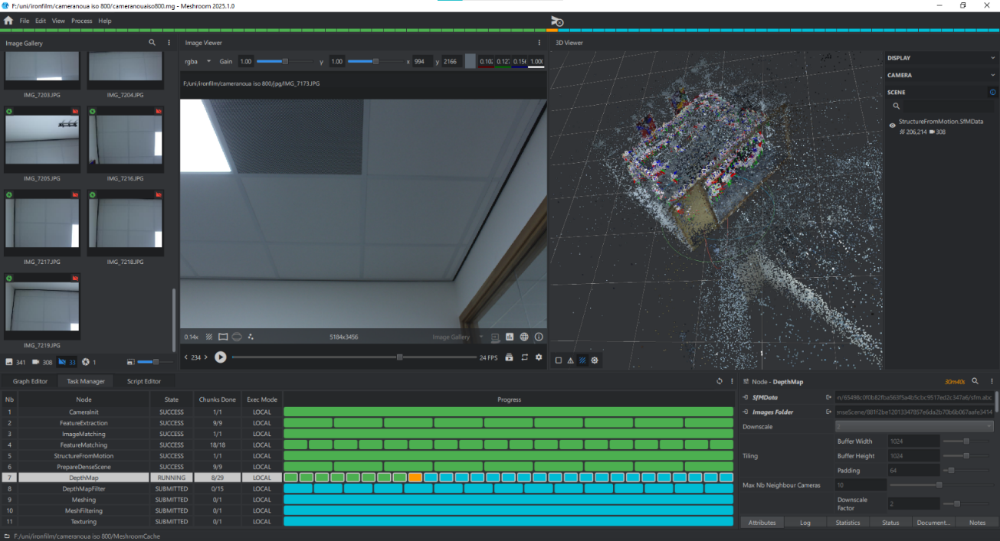 F:/uni/ironfilm/cameranoua iso 800/cameranouaiso800.mg - Meshroom 2025.1.0
File Edit View Process Help
Image Gallery
IMG_7203.JPG IMG_7204.JPG
IMG_7205.JPG IMG_7216.JPG
IMG_7217.JPG IMG_7218.JPG
IMG_7219.JPG
341 308 33 1
Image Viewer
rgba Gain 1.00 γ 1.00 x 994 y 2166 1.00
F:/uni/ironfilm/cameranoua iso 800/jpg/IMG_7173.JPG
0.14x 5184x3456 Image Gallery
234 24 FPS
3D Viewer
DISPLAY
CAMERA
SCENE
StructureFromMotion.SfMData
206,214 308
Graph Editor Task Manager Script Editor
Nb Node State Chunks Done Exec Mode Progress
1 CameraInit SUCCESS 1/1 LOCAL
2 FeatureExtraction SUCCESS 9/9 LOCAL
3 ImageMatching SUCCESS 1/1 LOCAL
4 FeatureMatching SUCCESS 18/18 LOCAL
5 StructureFromMotion SUCCESS 1/1 LOCAL
6 PrepareDenseScene SUCCESS 9/9 LOCAL
7 DepthMap RUNNING 8/29 LOCAL
8 DepthMapFilter SUBMITTED 0/15 LOCAL
9 Meshing SUBMITTED 0/1 LOCAL
10 MeshFiltering SUBMITTED 0/1 LOCAL
11 Texturing SUBMITTED 0/1 LOCAL
Node - DepthMap 30m40s
SfMData
Images Folder
Downscale 2
Tiling
Buffer Width 1024
Buffer Height 1024
Padding 64
Max Nb Neighbour Cameras 10
Downscale
Factor 2
Attributes Log Statistics Status Document... Notes
F:/uni/ironfilm/cameranoua iso 800/MeshroomCache